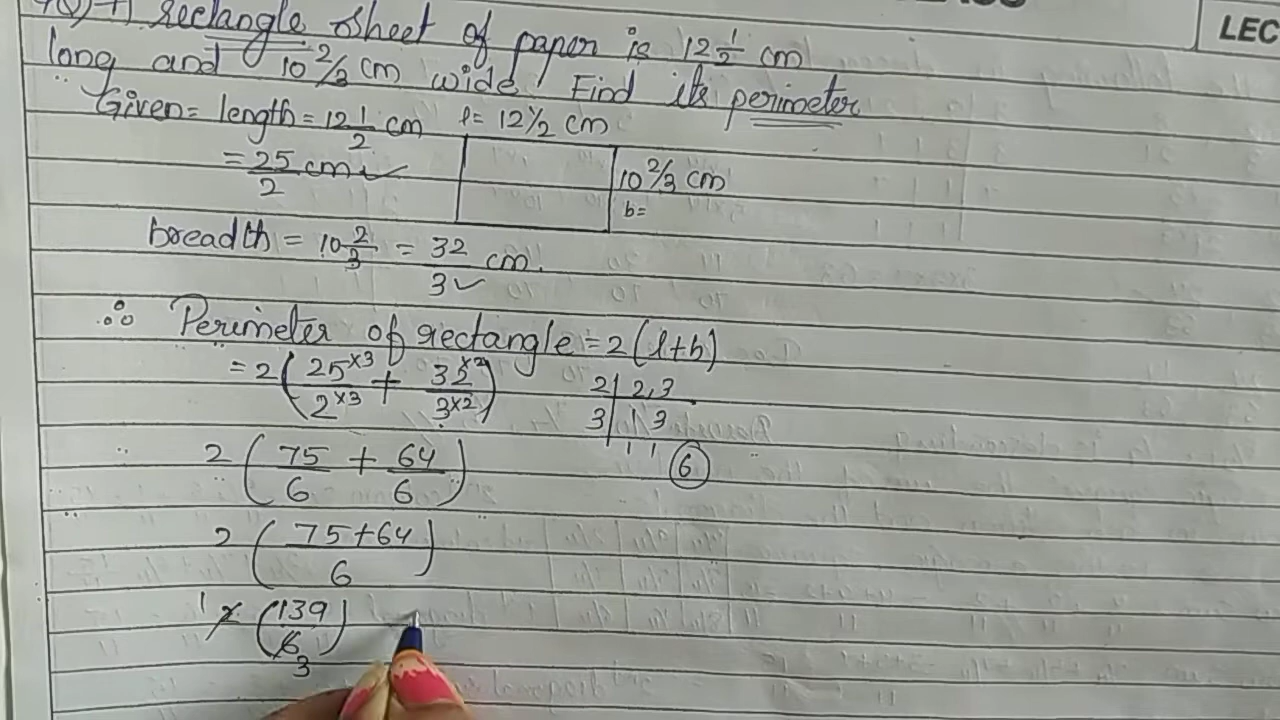 rectangle sheet of paper is 12 1/2 cm
long and 10 2/3 cm wide. Find its perimeter
Given = length = 12 1/2 cm l = 12 1/2 cm
= 25/2 cm ✓
10 2/3 cm
b=
breadth = 10 2/3 = 32/3 cm. ✓
∴ Perimeter of rectangle = 2(l+b)
= 2(25×3/2×3 + 32×2/3×2)
2 | 2,3
3 | 1 3
1 1 6
2(75/6 + 64/6)
2(75+64/6)
1 2(139/6) 3
LEC